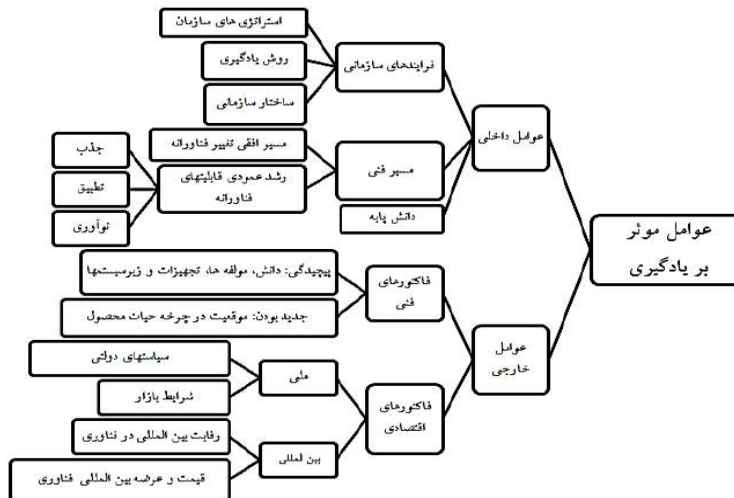 عوامل موثر
بر یادگیری
عوامل داخلی
فرایندهای سازمانی
استراتژی های سازمان
روش یادگیری
ساختار سازمانی
مسیر فنی
مسیر افقی تغییر فناورانه
رشد عمودی قابلیتهای
فناورانه
جذب
تطبیق
نوآوری
دانش پایه
عوامل
خارجی
فاکتورهای
فنی
پیچیدگی: دانش، مولفه ها، تجهیزات و زیرسیستمها
جدید بودن: موقعیت در چرخه حیات محصول
فاکتورهای
اقتصادی
ملی
سیاستهای دولتی
شرایط بازار
بین المللی
رقابت بین المللی در فناوری
قیمت و عرضه بین المللی فناوری